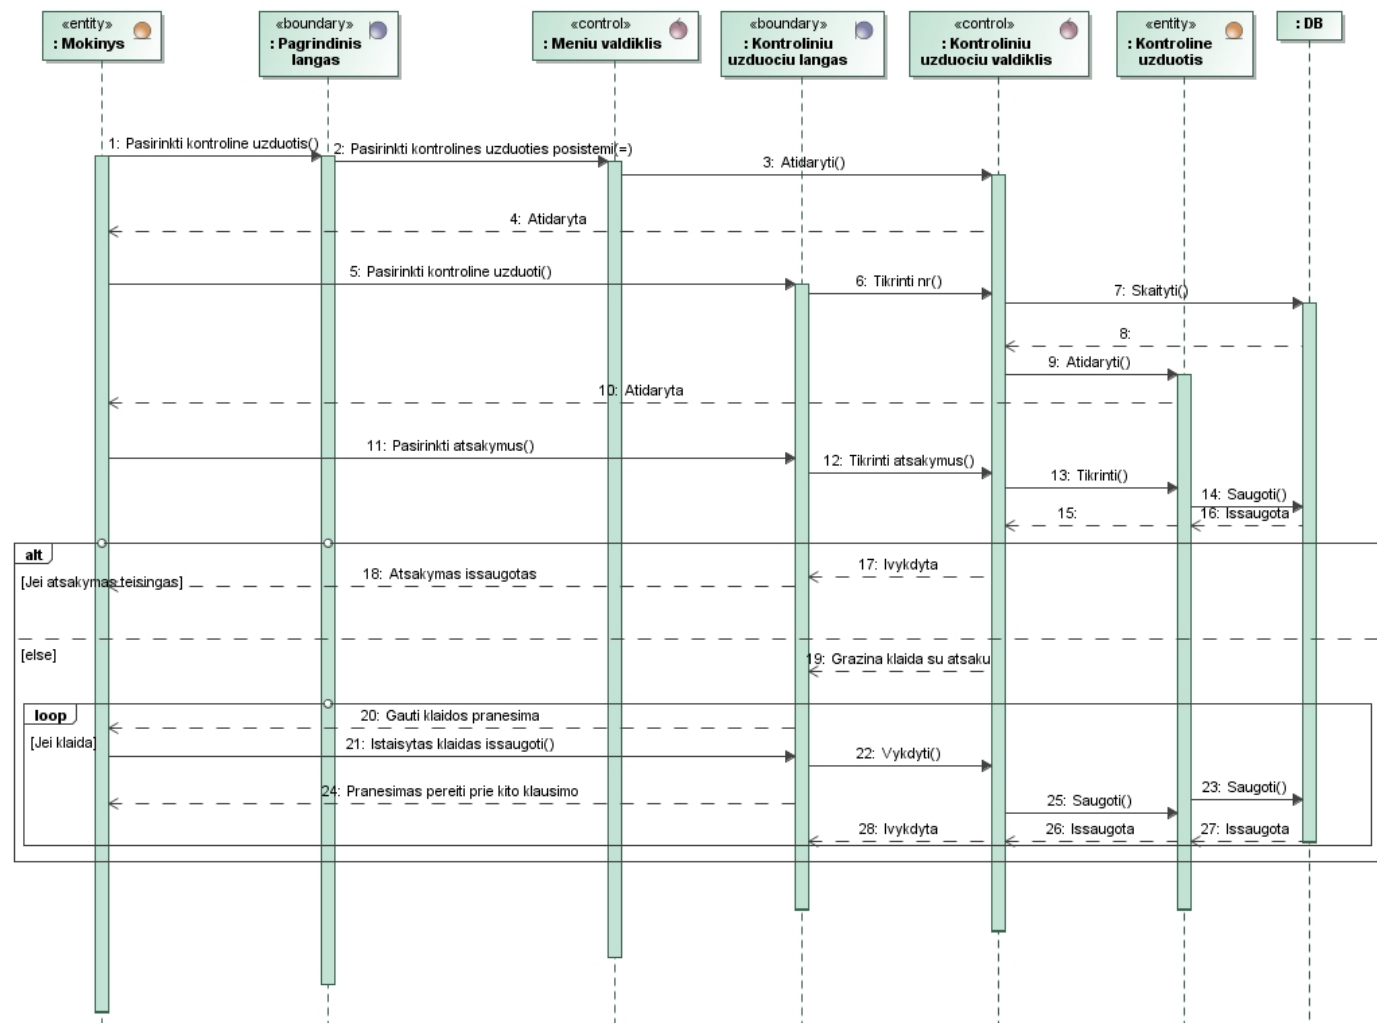 «entity»
: Mokinys
«boundary»
: Pagrindinis
langas
«control»
: Meniu valdiklis
«boundary»
: Kontroliniu
uzduociu langas
«control»
: Kontroliniu
uzduociu valdiklis
«entity»
: Kontroline
uzduotis
: DB
1: Pasirinkti kontroline uzduotis()
2: Pasirinkti kontrolines uzduoties posistemi(=)
3: Atidaryti()
4: Atidaryta
5: Pasirinkti kontroline uzduoti()
6: Tikrinti nr()
7: Skaityti()
8:
9: Atidaryti()
10: Atidaryta
11: Pasirinkti atsakymus()
12: Tikrinti atsakymus()
13: Tikrinti()
14: Saugoti()
15:
16: Issaugota
alt
[Jei atsakymas teisingas]
17: Ivykdyta
18: Atsakymas issaugotas
[else]
19: Grazina klaida su atsaku
loop
[Jei klaida]
20: Gauti klaidos pranesima
21: Istaisytas klaidas issaugoti()
22: Vykdyti()
23: Saugoti()
24: Pranesimas pereiti prie kito klausimo
25: Saugoti()
28: Ivykdyta
26: Issaugota
27: Issaugota